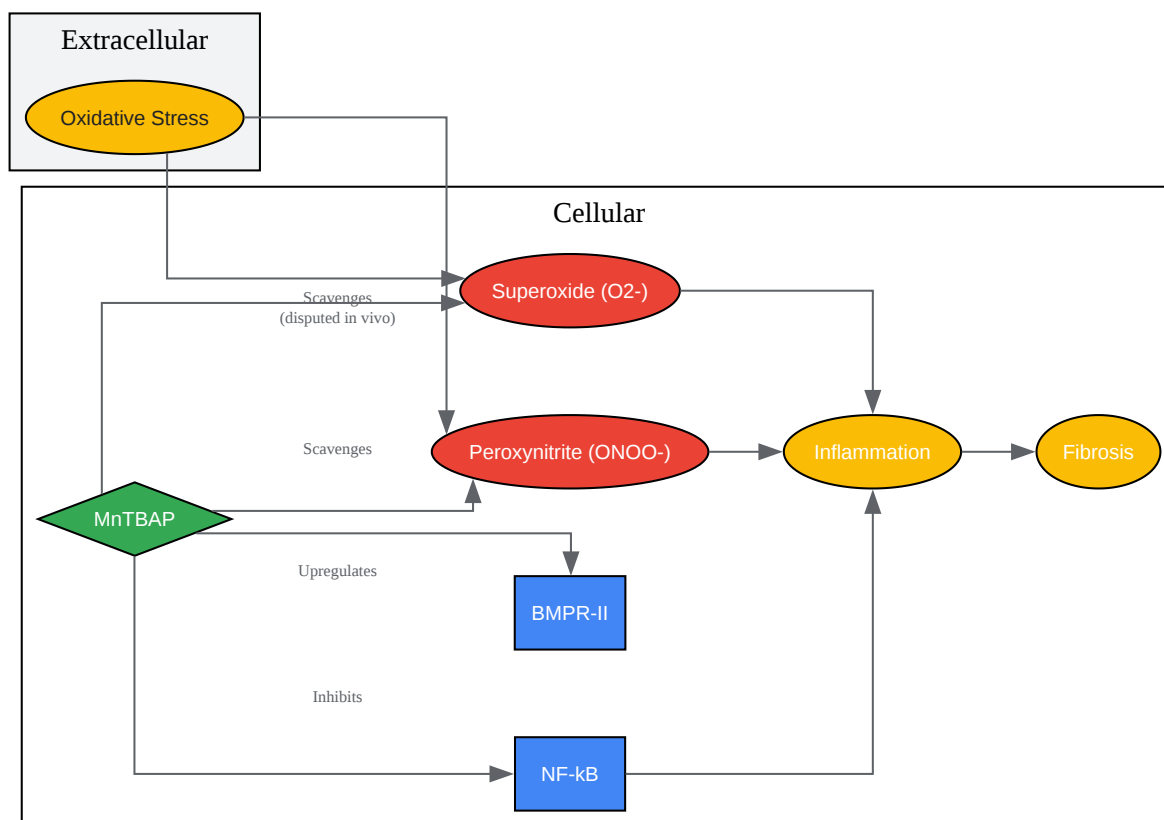 Extracellular
Oxidative Stress
Cellular
Superoxide (O2-)
Scavenges
(disputed in vivo)
Scavenges
Peroxynitrite (ONOO-)
Inflammation
Fibrosis
MnTBAP
Upregulates
BMPR-II
Inhibits
NF-kB